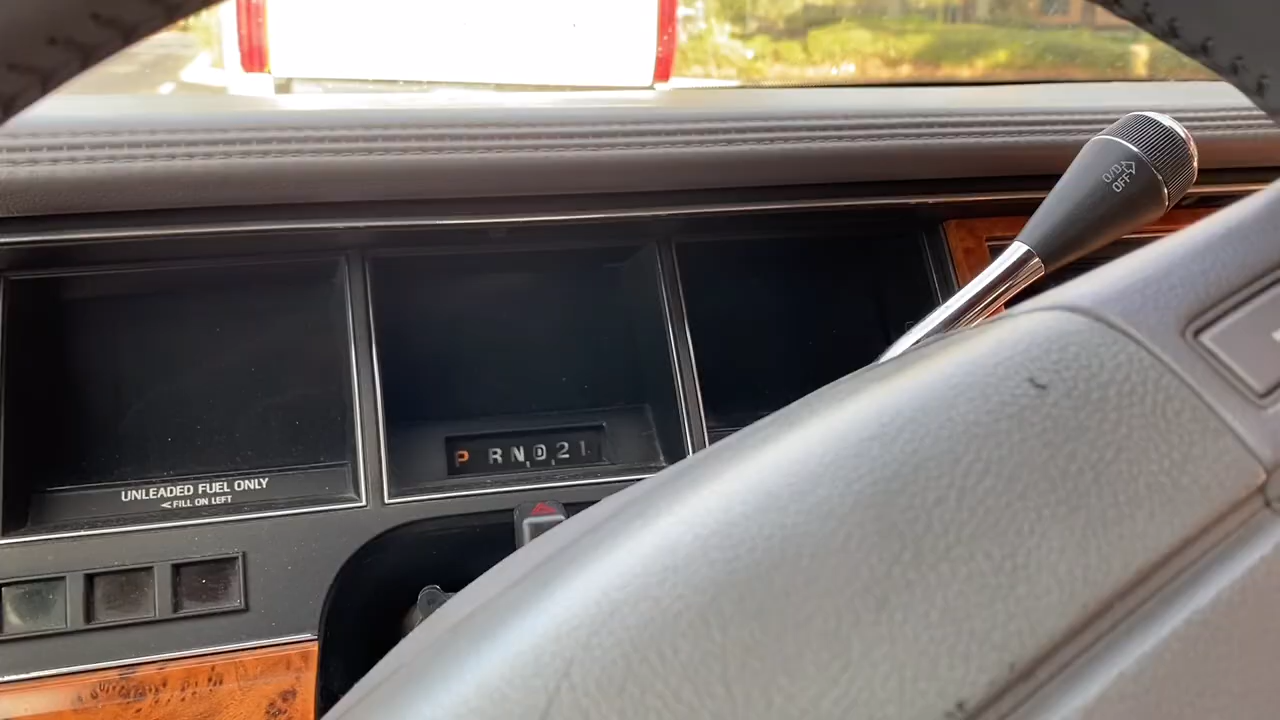 O/D
OFF
P R N D 2 1
UNLEADED FUEL ONLY
FILL ON LEFT